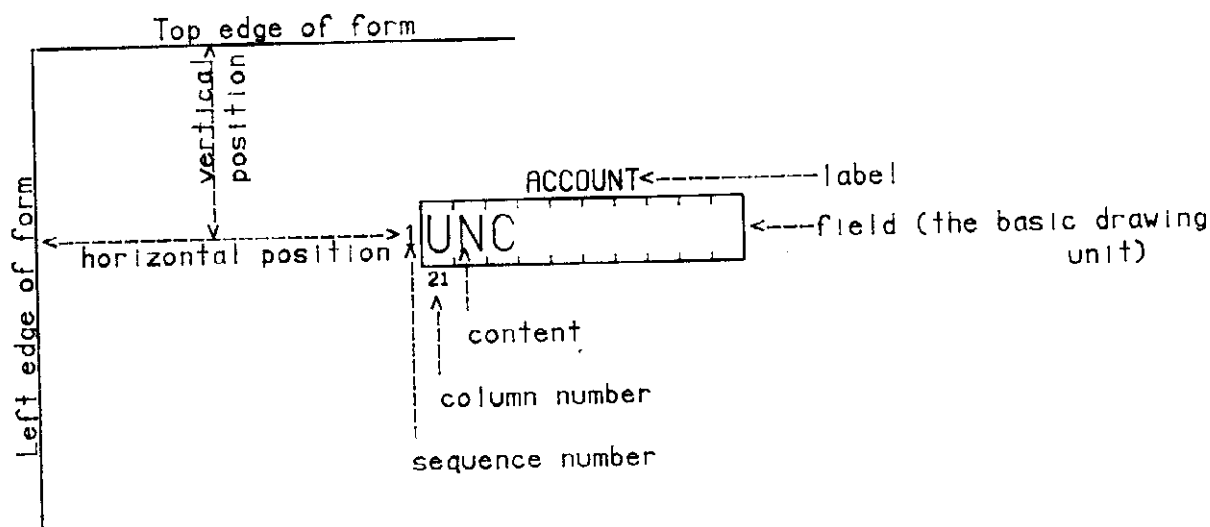 Top edge of form
vertical
position
Left edge of form
ACCOUNT
label
1
UNC
field (the basic drawing
unit)
horizontal position
21
content
column number
sequence number